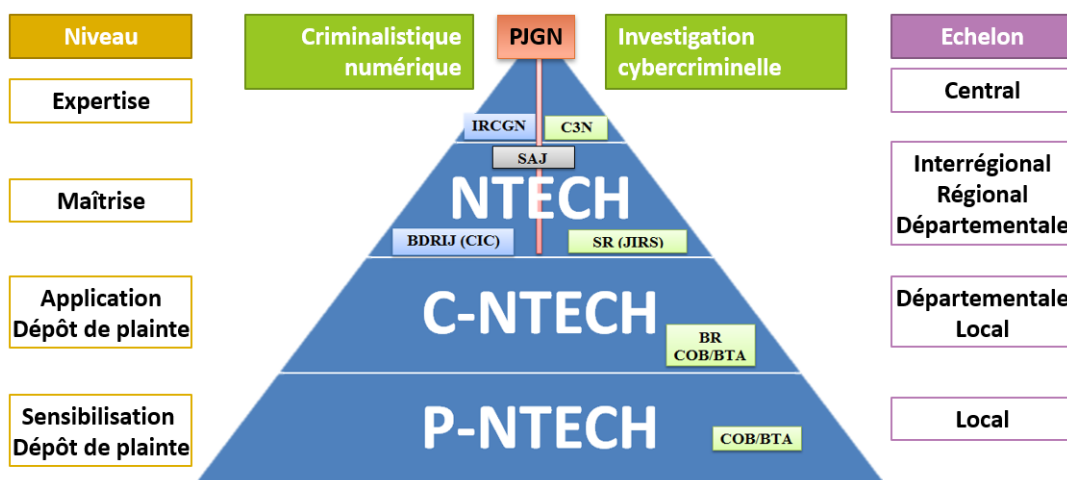 Niveau
Criminalistique
numérique
PJGN
Investigation
cybercriminelle
Echelon
Expertise
IRCGN
C3N
Central
SAJ
Maîtrise
NTECH
BDRIJ (CIC)
SR (JIRS)
Interrégional
Régional
Départementale
Application
Dépôt de plainte
C-NTECH
BR
COB/BTA
Départementale
Local
Sensibilisation
Dépôt de plainte
P-NTECH
COB/BTA
Local